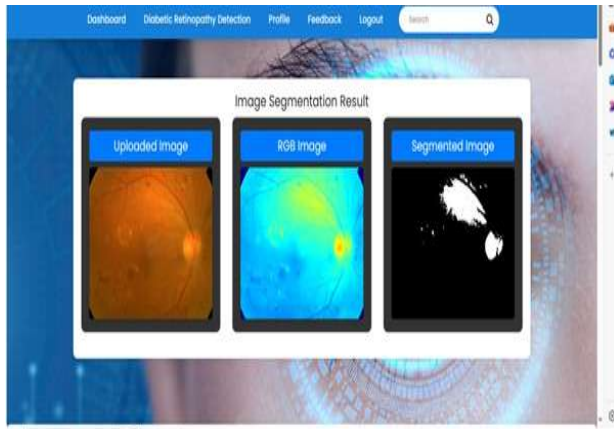 Dashboard Diabetic Retinopathy Detection Profile Feedback Logout Search
Image Segmentation Result
Uploaded Image RGB Image Segmented Image